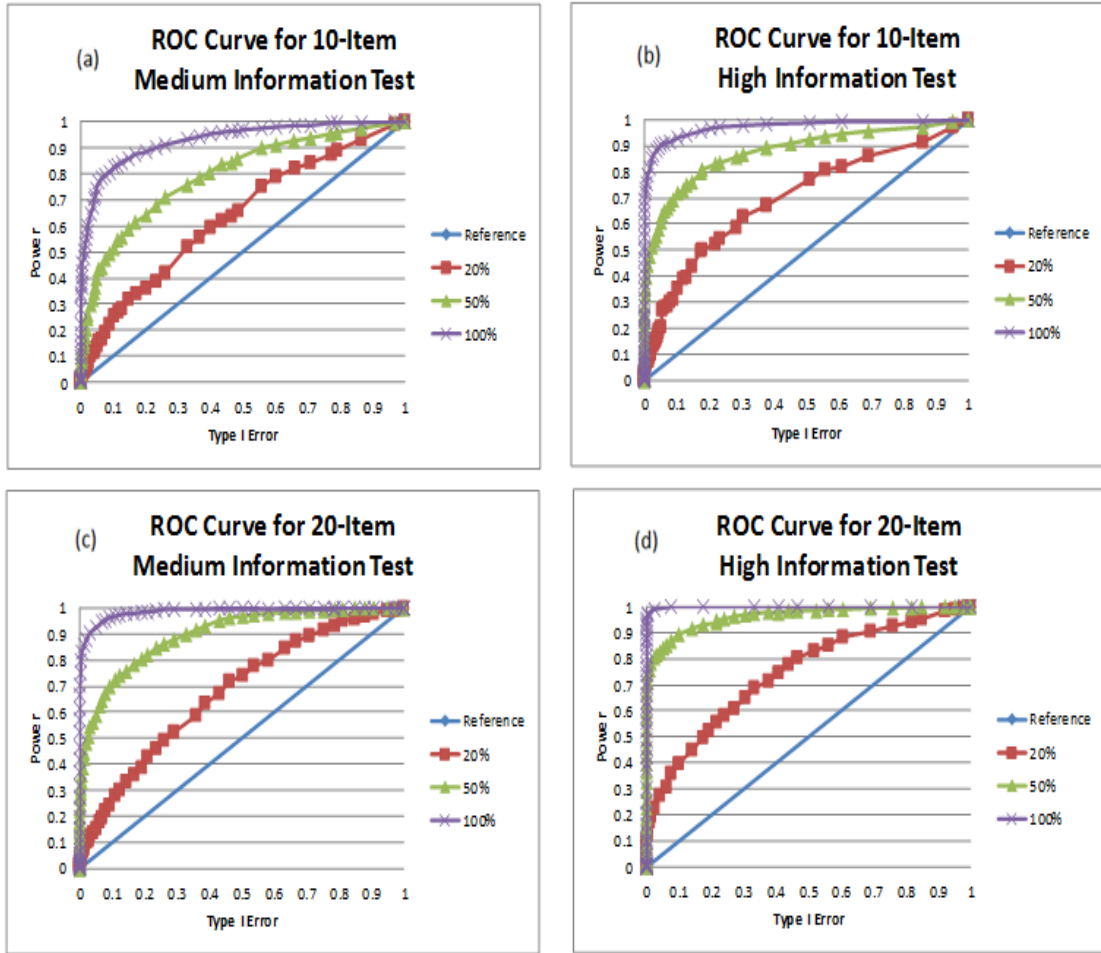 (a)
ROC Curve for 10-Item
Medium Information Test
1
0.9
0.8
0.7
0.6
0.5
0.4
0.3
0.2
0.1
0
Power
0 0.1 0.2 0.3 0.4 0.5 0.6 0.7 0.8 0.9 1
Type I Error
Reference
20%
50%
100%
(b)
ROC Curve for 10-Item
High Information Test
1
0.9
0.8
0.7
0.6
0.5
0.4
0.3
0.2
0.1
0
Power
0 0.1 0.2 0.3 0.4 0.5 0.6 0.7 0.8 0.9 1
Type I Error
Reference
20%
50%
100%
(c)
ROC Curve for 20-Item
Medium Information Test
1
0.9
0.8
0.7
0.6
0.5
0.4
0.3
0.2
0.1
0
Power
0 0.1 0.2 0.3 0.4 0.5 0.6 0.7 0.8 0.9 1
Type I Error
Reference
20%
50%
100%
(d)
ROC Curve for 20-Item
High Information Test
1
0.9
0.8
0.7
0.6
0.5
0.4
0.3
0.2
0.1
0
Power
0 0.1 0.2 0.3 0.4 0.5 0.6 0.7 0.8 0.9 1
Type I Error
Reference
20%
50%
100%